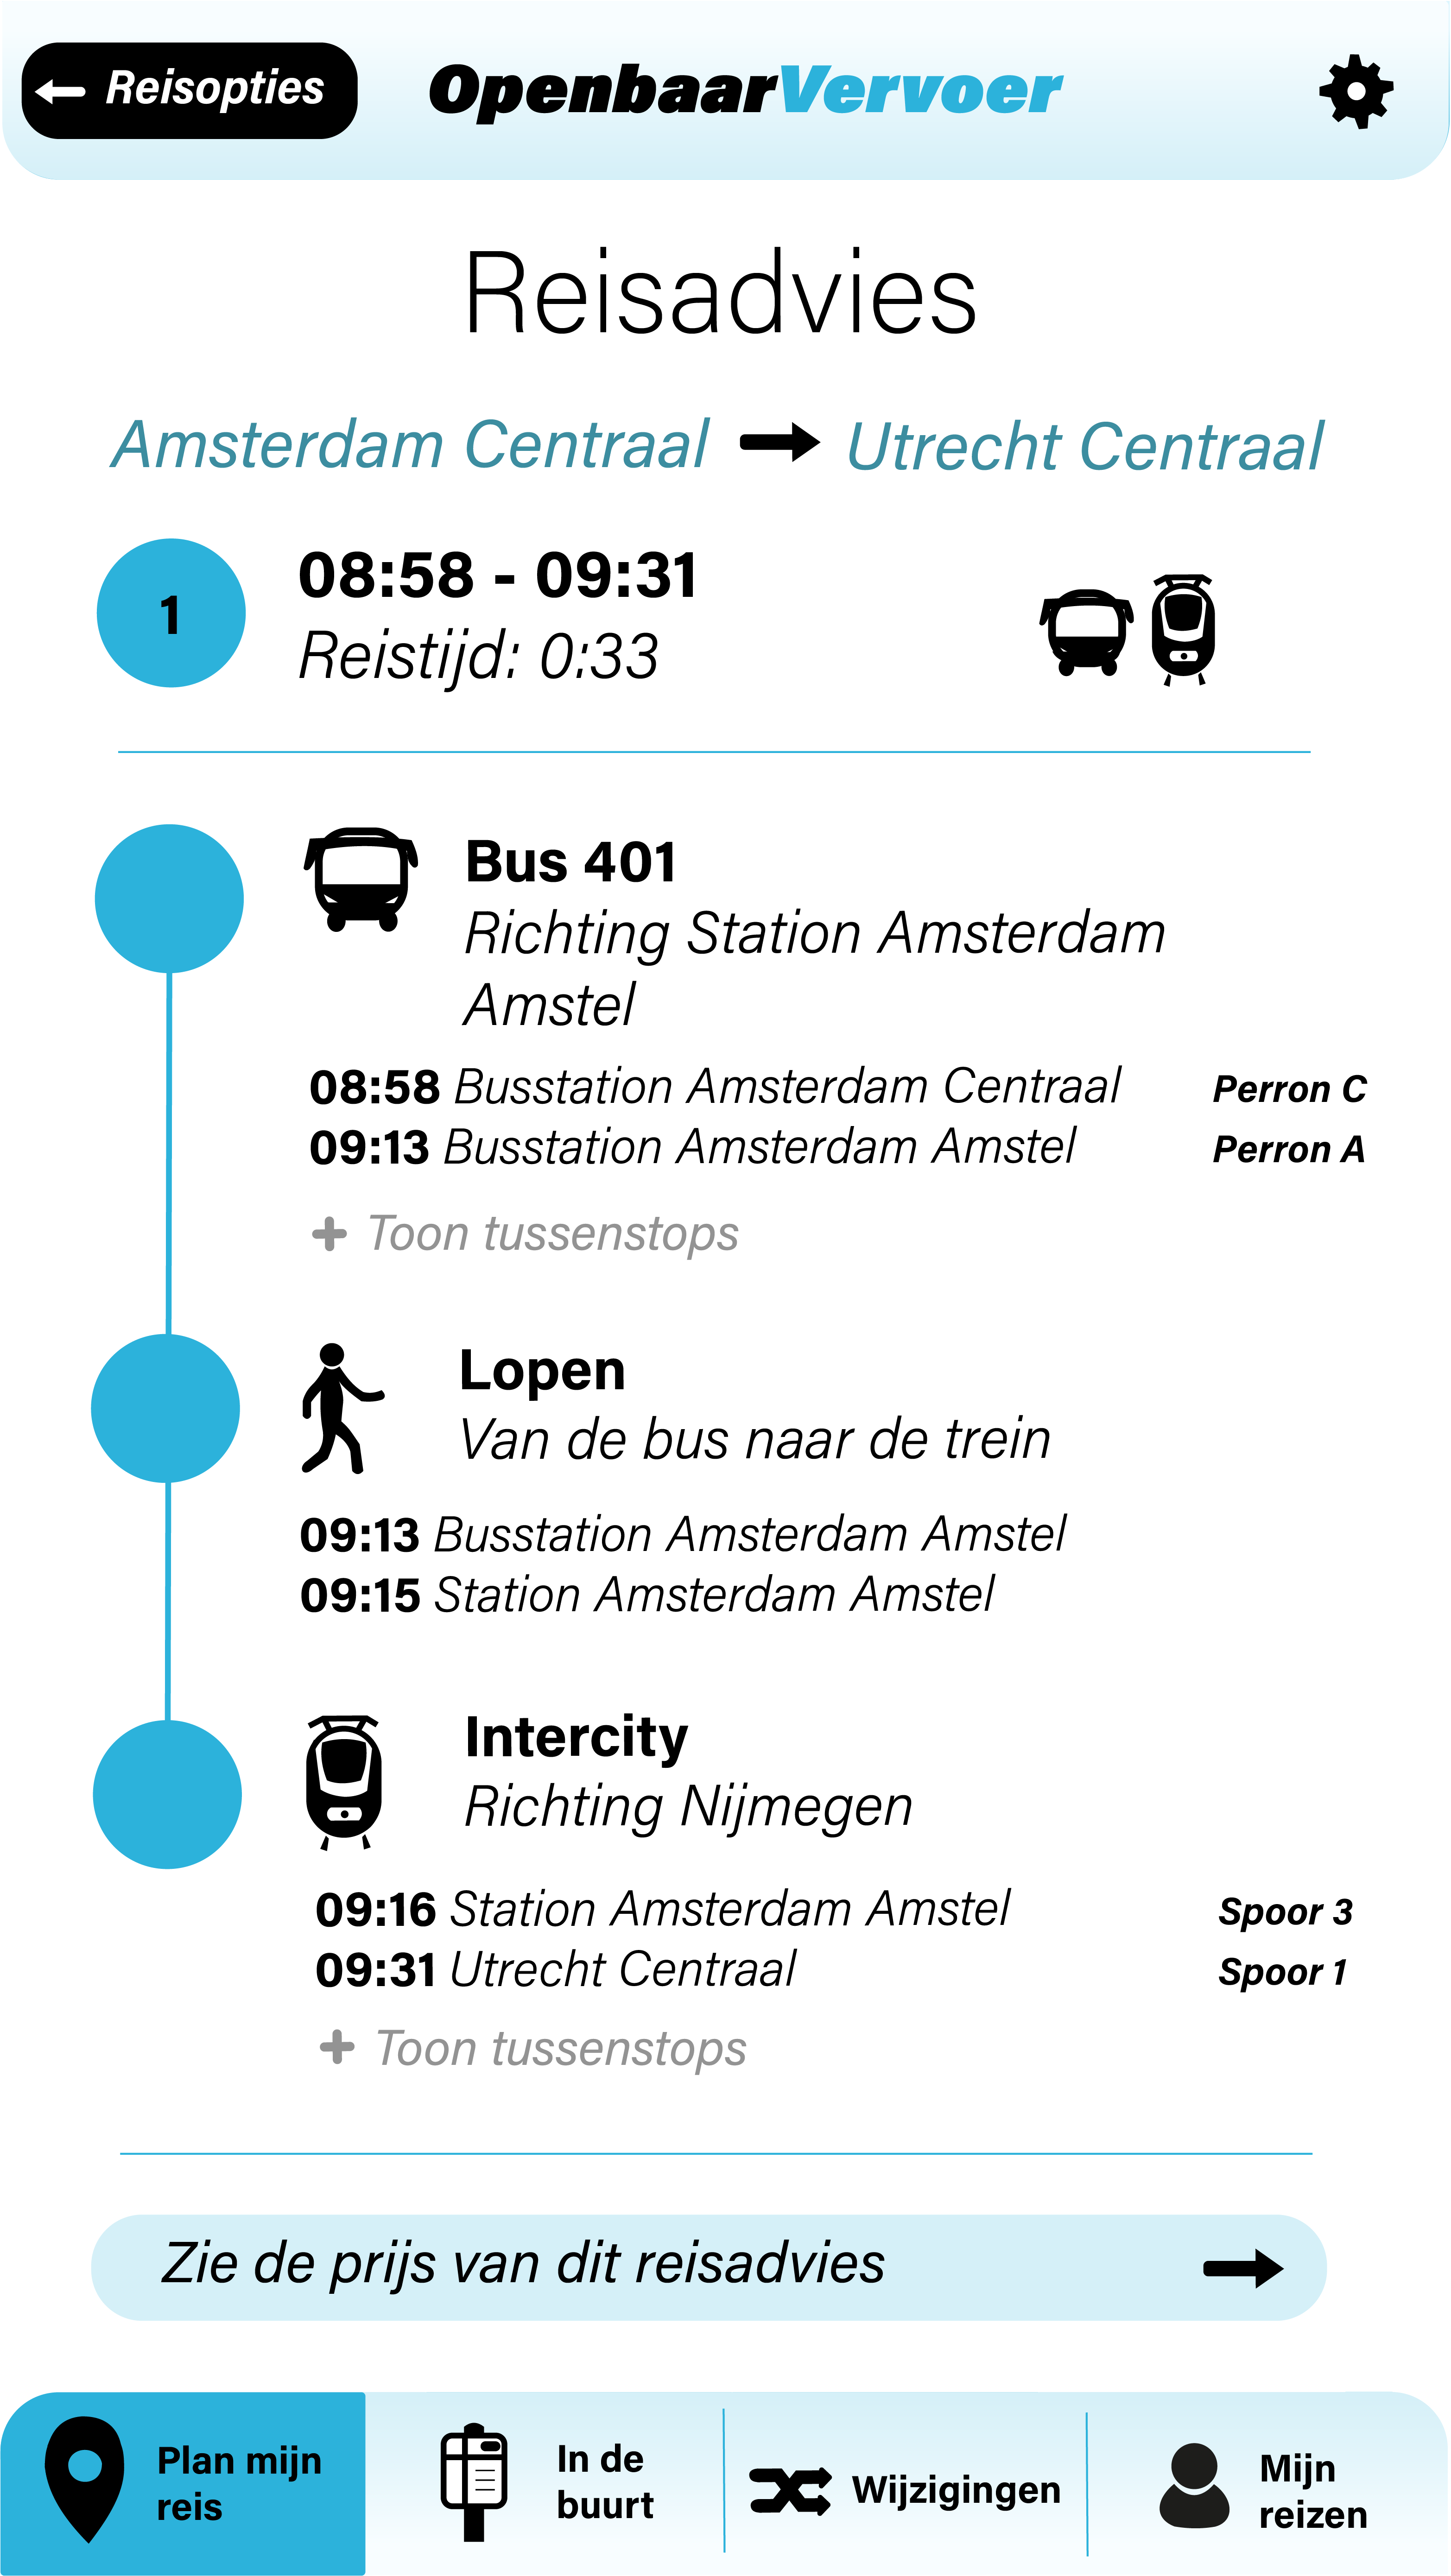 Reisopties
OpenbaarVervoer
Reisadvies
Amsterdam Centraal
Utrecht Centraal
1
08:58 - 09:31
Reistijd: 0:33
Bus 401
Richting Station Amsterdam
Amstel
08:58 Busstation Amsterdam Centraal Perron C
09:13 Busstation Amsterdam Amstel Perron A
+ Toon tussenstops
Lopen
Van de bus naar de trein
09:13 Busstation Amsterdam Amstel
09:15 Station Amsterdam Amstel
Intercity
Richting Nijmegen
09:16 Station Amsterdam Amstel Spoor 3
09:31 Utrecht Centraal Spoor 1
+ Toon tussenstops
Zie de prijs van dit reisadvies
Plan mijn
reis
In de
buurt
Wijzigingen
Mijn
reizen